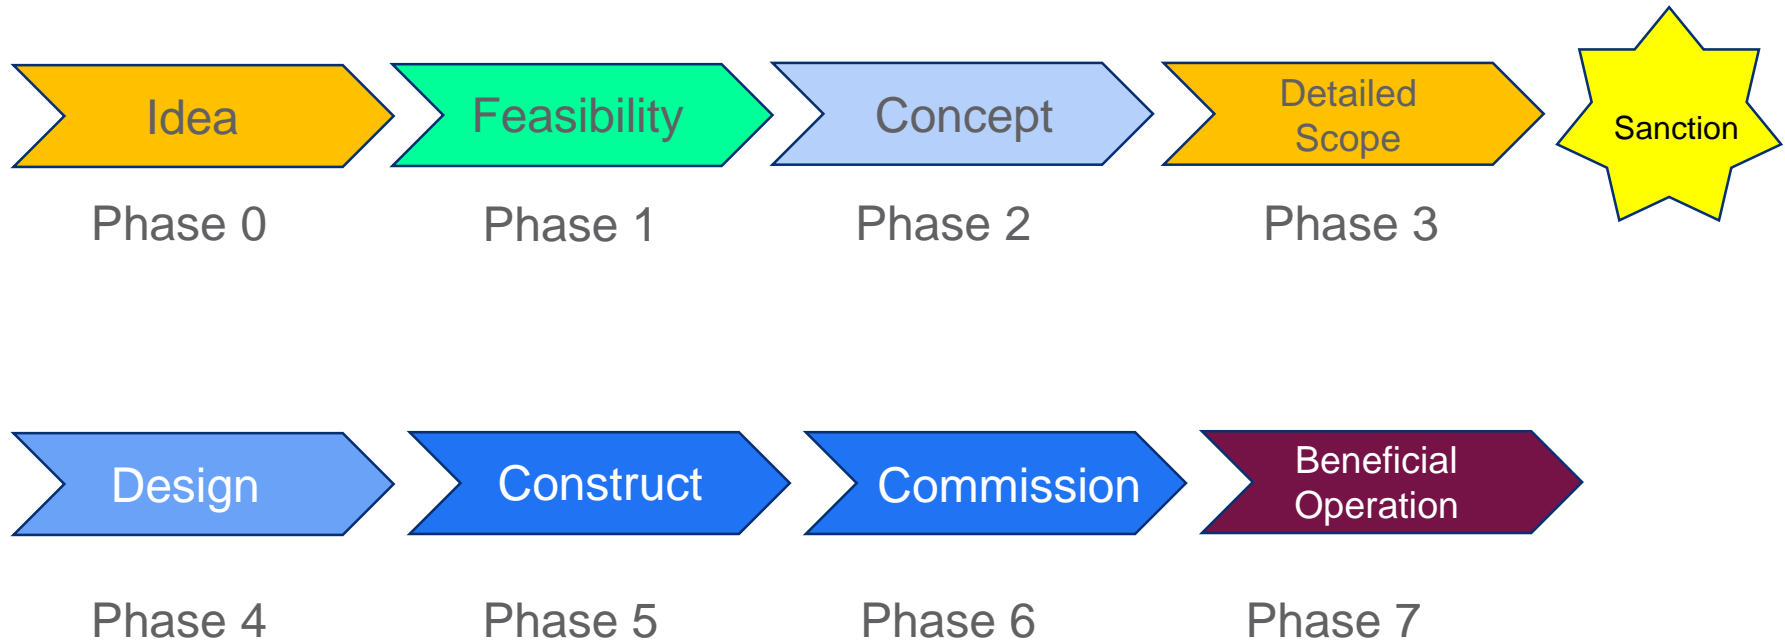 Idea
Feasibility
Concept
Detailed
Scope
Sanction
Phase 0
Phase 1
Phase 2
Phase 3
Design
Construct
Commission
Beneficial
Operation
Phase 4
Phase 5
Phase 6
Phase 7